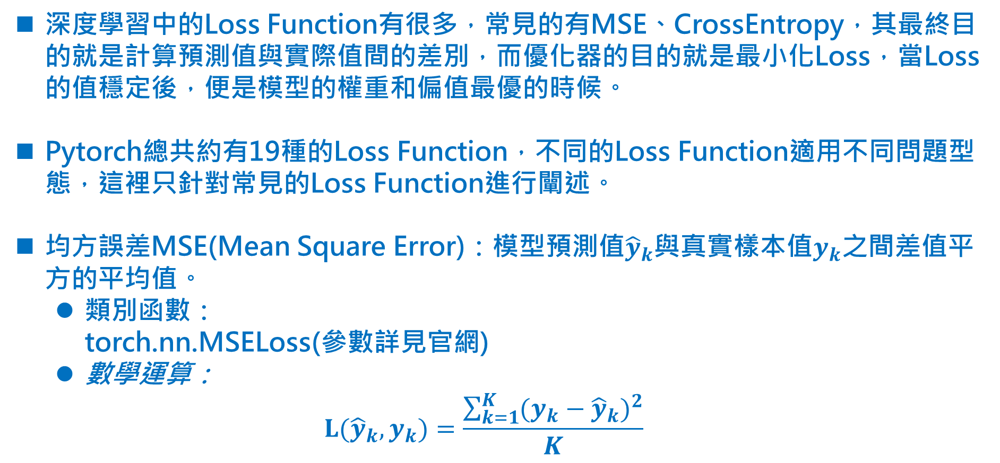 ■ 深度學習中的Loss Function有很多，常見的有MSE、CrossEntropy，其最終目
的就是計算預測值與實際值間的差別，而優化器的目的就是最小化Loss，當Loss
的值穩定後，便是模型的權重和偏值最優的時候。
■ Pytorch總共約有19種的Loss Function，不同的Loss Function適用不同問題型
態，這裡只針對常見的Loss Function進行闡述。
■ 均方誤差MSE(Mean Square Error)：模型預測值ŷₖ與真實樣本值yₖ之間差值平
方的平均值。
● 類別函數：
torch.nn.MSELoss(參數詳見官網)
● 數學運算：
L(ŷₖ, yₖ) = \frac{\sum_{k=1}^{K}(yₖ − ŷₖ)²}{K}